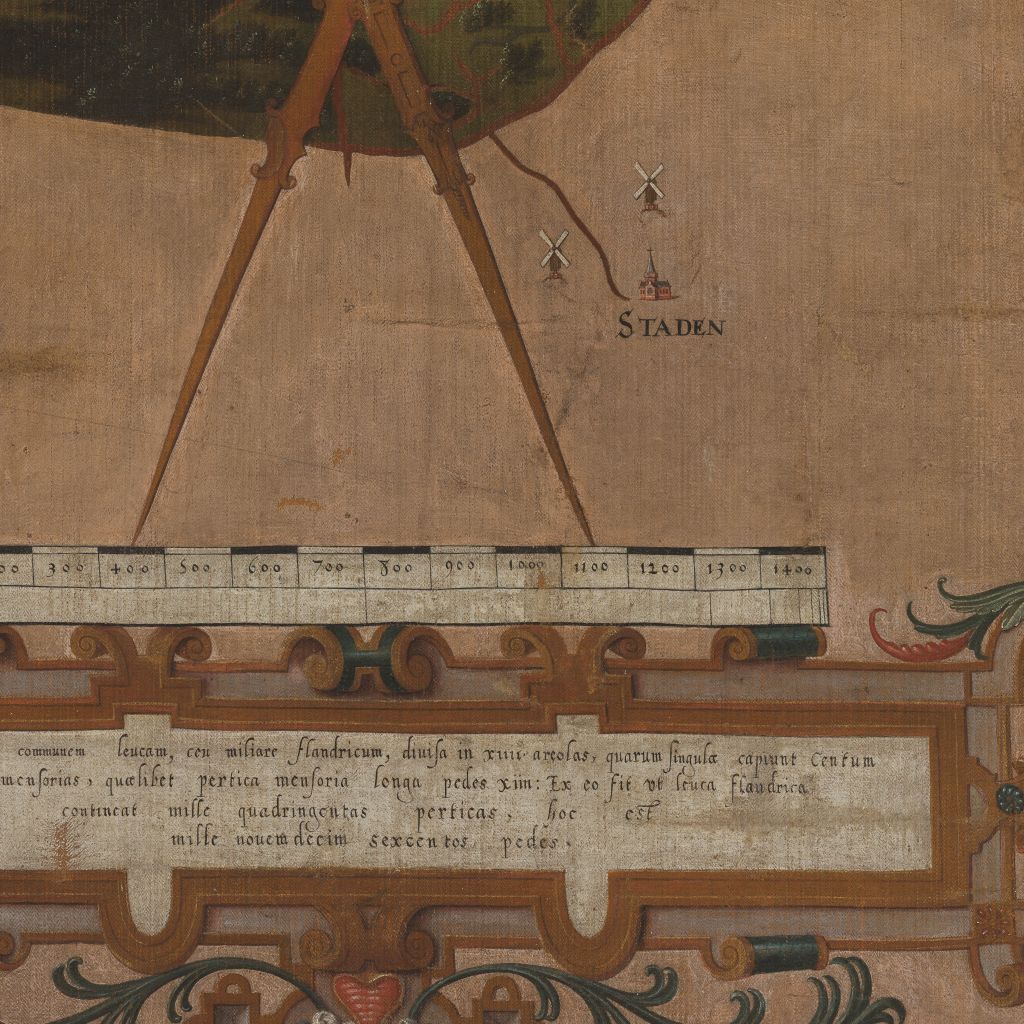 CL
STADEN
00 300 400 500 600 700 800 900 1000 1100 1200 1300 1400
communem leucam, ceu miliare flandricum, diuisa in xiiii areolas, quarum singulæ capiunt Centum
mensorias, quælibet pertica mensoria longa pedes xiiii: Ex eo fit vt leuca flandrica
contineat mille quadringentas perticas, hoc est
mille nouemdecim sexcentos pedes.